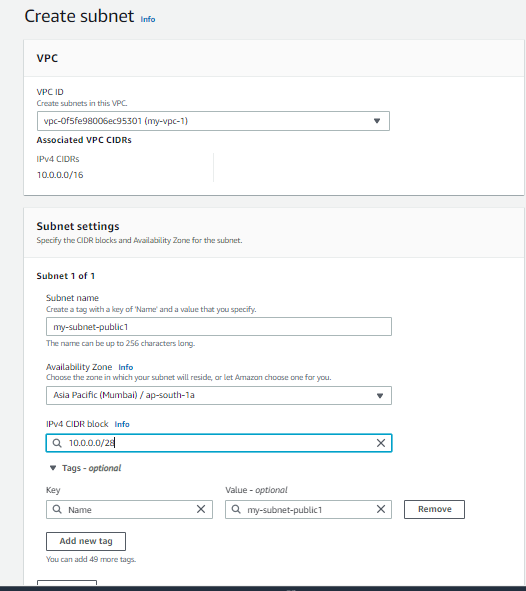 Create subnet Info
VPC
VPC ID
Create subnets in this VPC.
vpc-0f5fe98006ec95301 (my-vpc-1)
Associated VPC CIDRs
IPv4 CIDRs
10.0.0.0/16
Subnet settings
Specify the CIDR blocks and Availability Zone for the subnet.
Subnet 1 of 1
Subnet name
Create a tag with a key of 'Name' and a value that you specify.
my-subnet-public1
The name can be up to 256 characters long.
Availability Zone Info
Choose the zone in which your subnet will reside, or let Amazon choose one for you.
Asia Pacific (Mumbai) / ap-south-1a
IPv4 CIDR block Info
10.0.0.0/28
Tags - optional
Key Value - optional
Name my-subnet-public1 Remove
Add new tag
You can add 49 more tags.